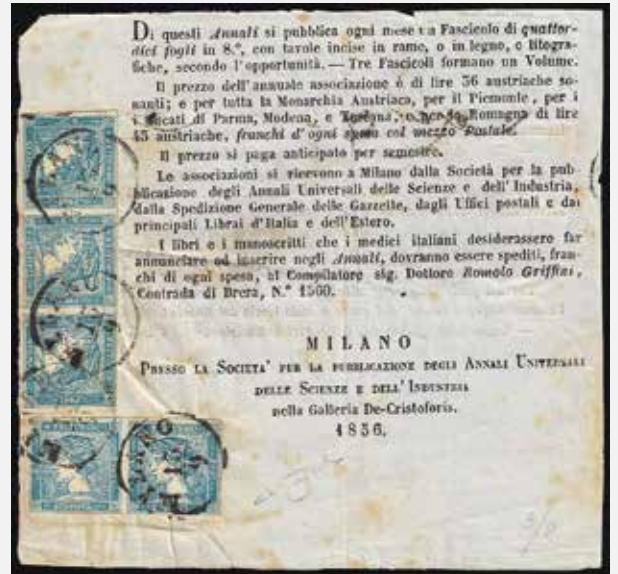 Di questi Annali si pubblica ogni mese un Fascicolo di quattor-
dici fogli in 8.º, con tavole incise in rame, o in legno, o litogra-
fiche, secondo l'opportunità. — Tre Fascicoli formano un Volume.
Il prezzo dell'annuale associazione è di lire 36 austriache so-
nanti; e per tutta la Monarchia Austriaca, per il Piemonte, per i
Ducati di Parma, Modena, e Toscana, Romagna di lire
45 austriache, franchi d'ogni spesa col mezzo Postale.
Il prezzo si paga anticipato per semestre.
Le associazioni si ricevono a Milano dalla Società per la pub-
blicazione degli Annali Universali delle Scienze e dell'Industria,
dalla Spedizione Generale delle Gazzette, dagli Uffici postali e dai
principali Librai d'Italia e dell'Estero.
I libri e i manoscritti che i medici italiani desiderassero far
annunciare od inserire negli Annali, dovranno essere spediti, fran-
chi di ogni spesa, al Compilatore sig. Dottore Romolo Griffini,
Contrada di Brera, N.º 1560.
MILANO
PRESSO LA SOCIETA' PER LA PUBBLICAZIONE DEGLI ANNALI UNIVERSALI
DELLE SCIENZE E DELL'INDUSTRIA
nella Galleria De-Cristoforis.
1856.